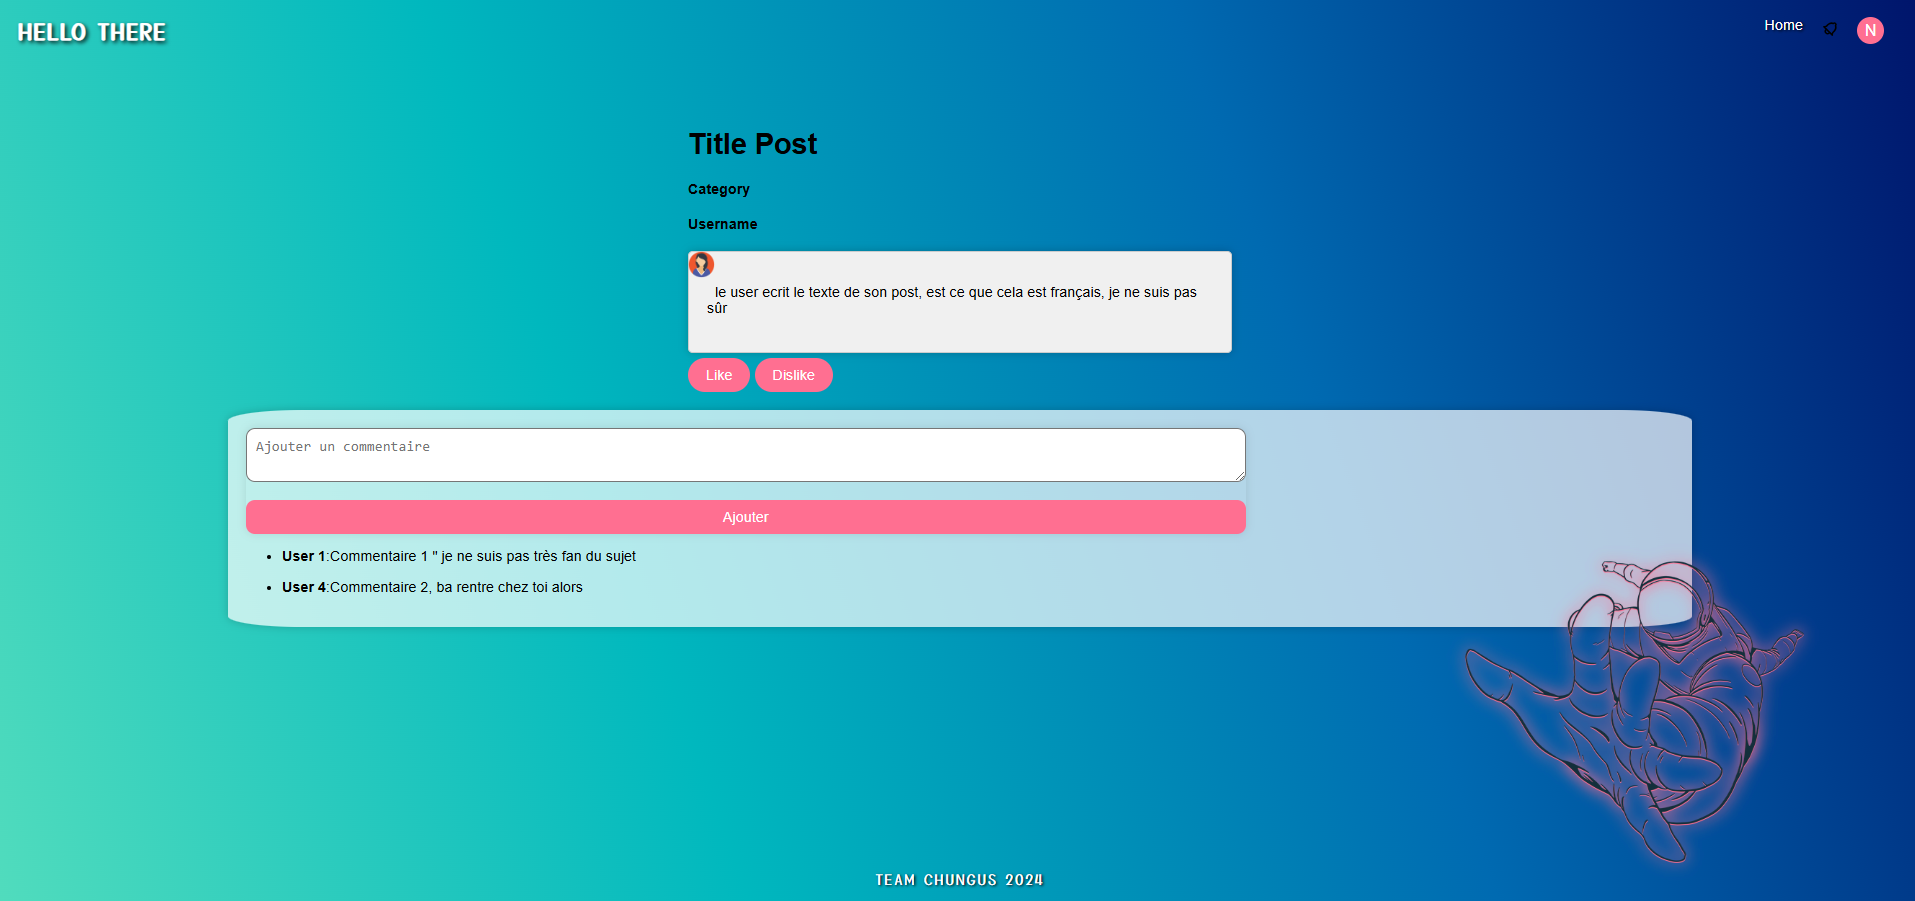 HELLO THERE
Home
N
Title Post
Category
Username
le user ecrit le texte de son post, est ce que cela est français, je ne suis pas
sûr
Like Dislike
Ajouter un commentaire
Ajouter
• User 1:Commentaire 1 " je ne suis pas très fan du sujet
• User 4:Commentaire 2, ba rentre chez toi alors
TEAM CHUNGUS 2024